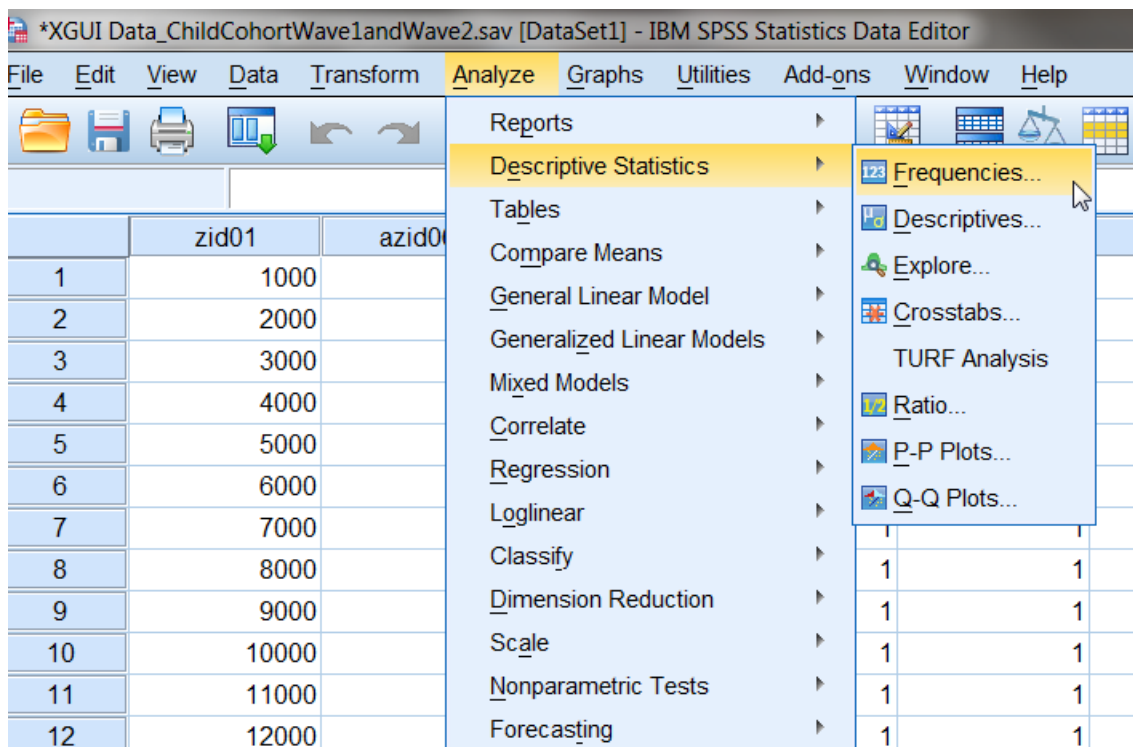 *XGUI Data_ChildCohortWave1andWave2.sav [DataSet1] - IBM SPSS Statistics Data Editor
File Edit View Data Transform Analyze Graphs Utilities Add-ons Window Help
Reports
Descriptive Statistics
Tables
Compare Means
General Linear Model
Generalized Linear Models
Mixed Models
Correlate
Regression
Loglinear
Classify
Dimension Reduction
Scale
Nonparametric Tests
Forecasting
123 Frequencies...
Descriptives...
Explore...
Crosstabs...
TURF Analysis
1/2 Ratio...
P-P Plots...
Q-Q Plots...
zid01
1 1000
2 2000
3 3000
4 4000
5 5000
6 6000
7 7000 1 1
8 8000 1 1
9 9000 1 1
10 10000 1 1
11 11000 1 1
12 12000 1 1